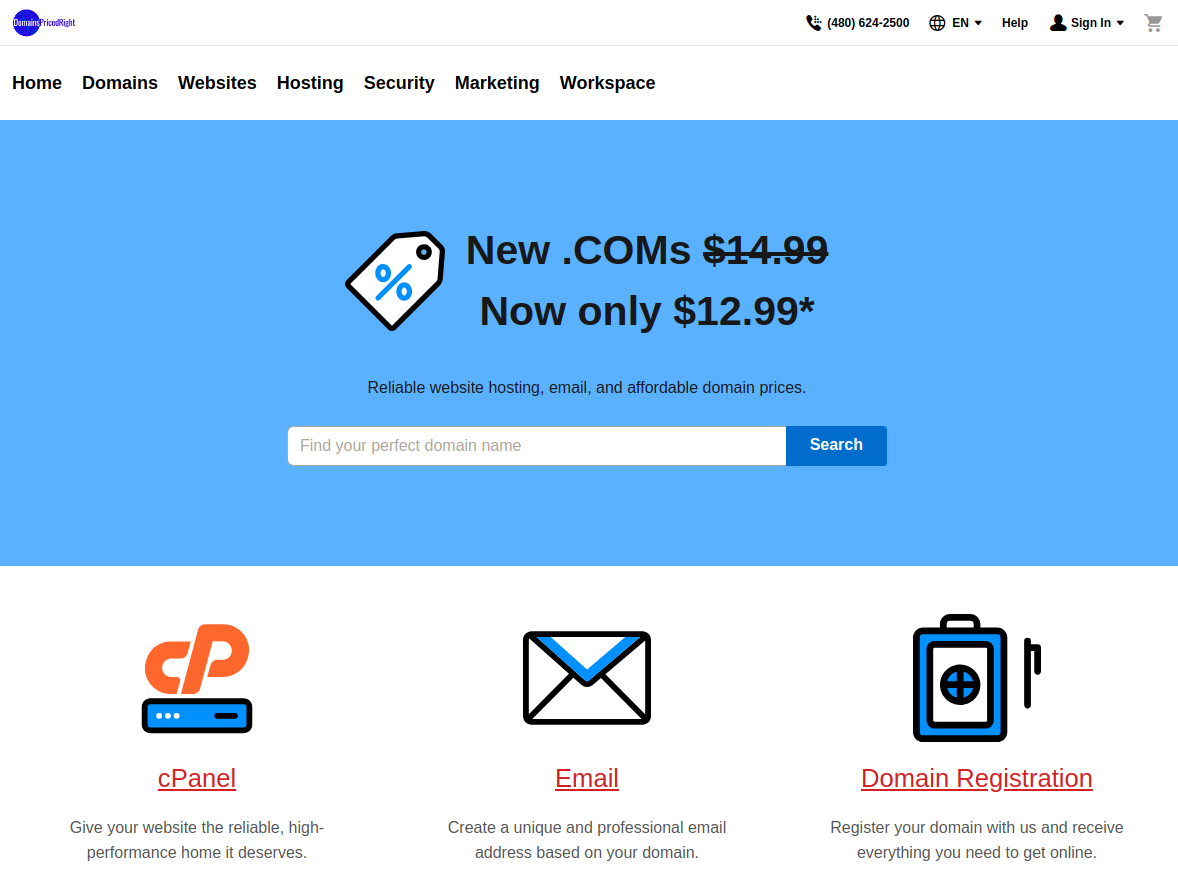 DomainsPricedRight
(480) 624-2500
EN
Help
Sign In
Home Domains Websites Hosting Security Marketing Workspace
New .COMs $14.99
Now only $12.99*
Reliable website hosting, email, and affordable domain prices.
Find your perfect domain name
Search
cPanel
Give your website the reliable, high-
performance home it deserves.
Email
Create a unique and professional email
address based on your domain.
Domain Registration
Register your domain with us and receive
everything you need to get online.